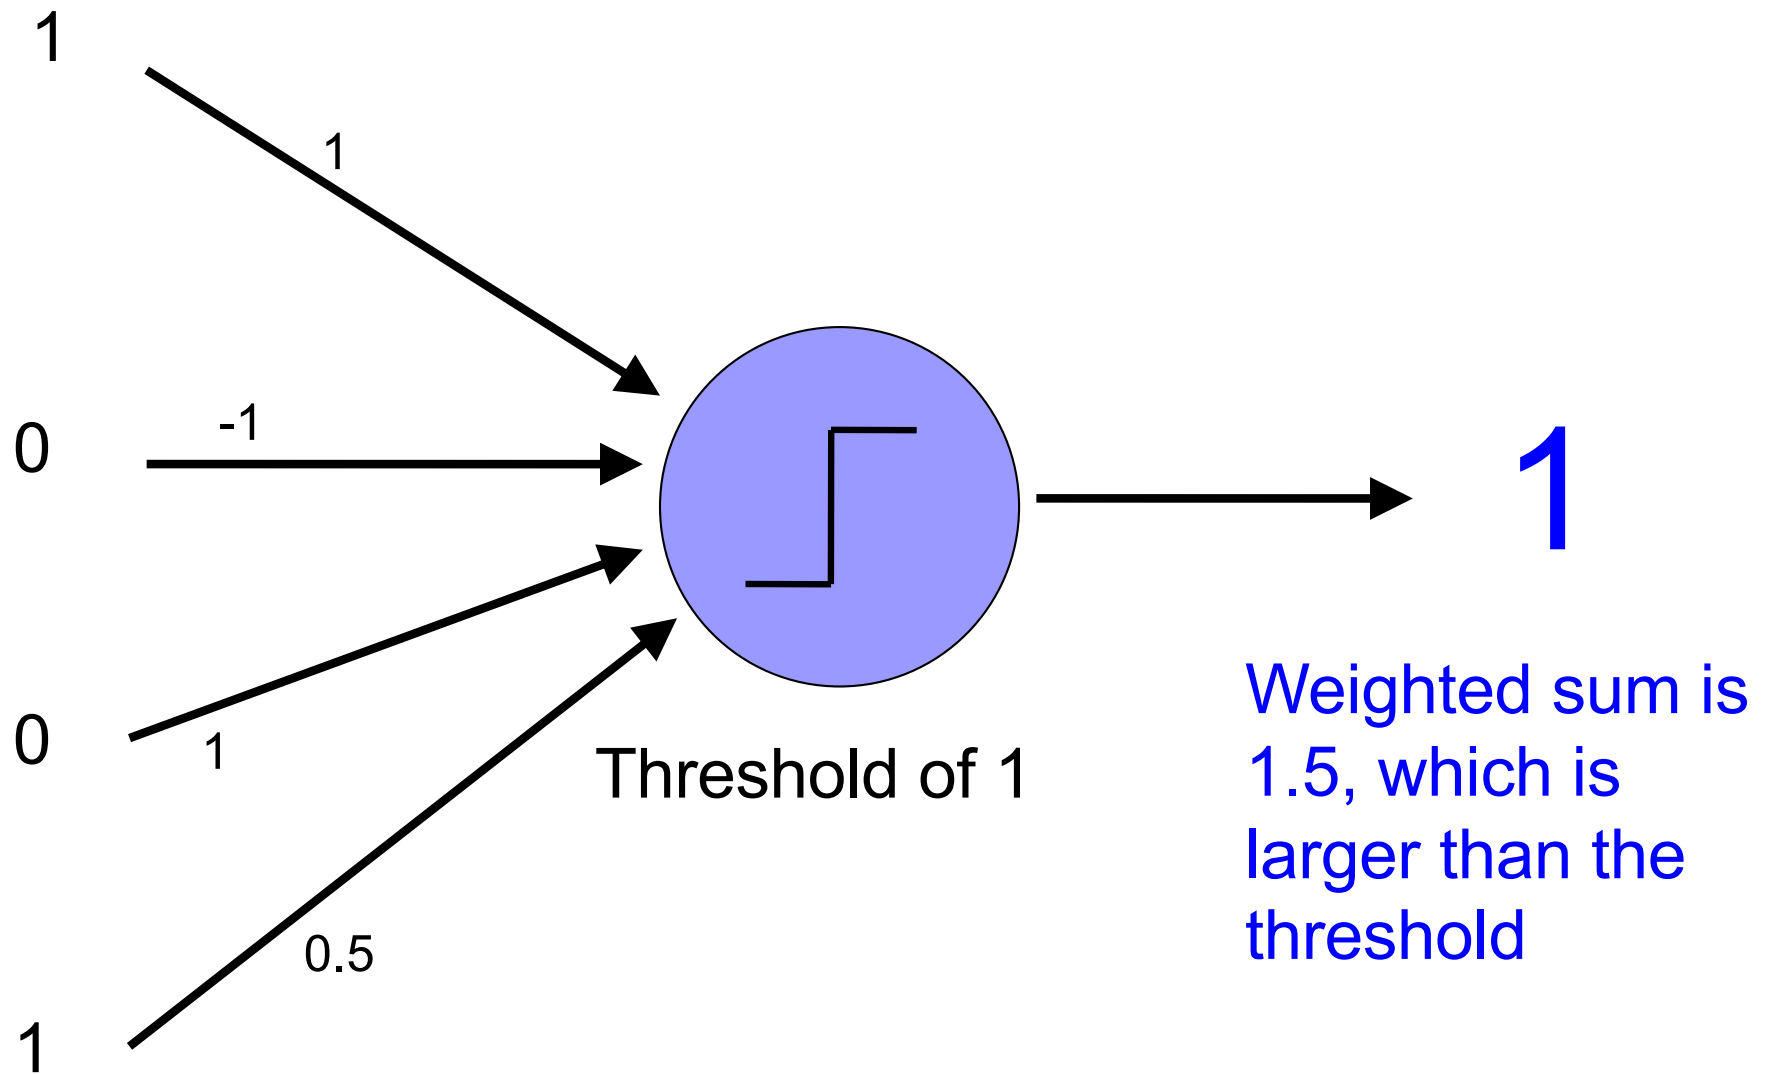 1
1
0
-1
1
0
1
Threshold of 1
Weighted sum is
1.5, which is
larger than the
threshold
0.5
1